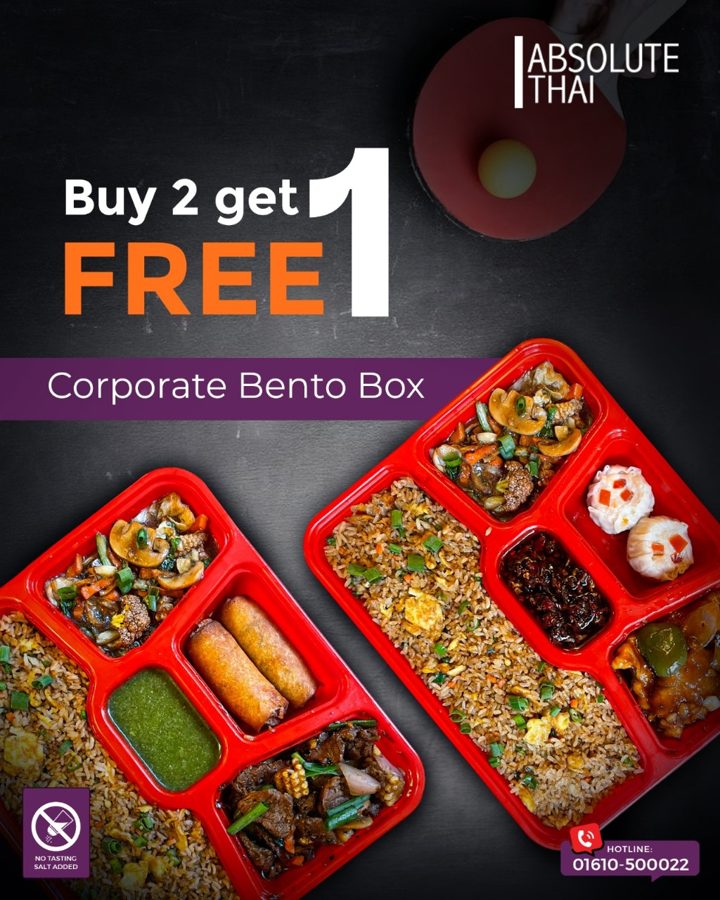 ABSOLUTE
THAI
Buy 2 get 1
FREE
Corporate Bento Box
NO TASTING
SALT ADDED
HOTLINE:
01610-500022